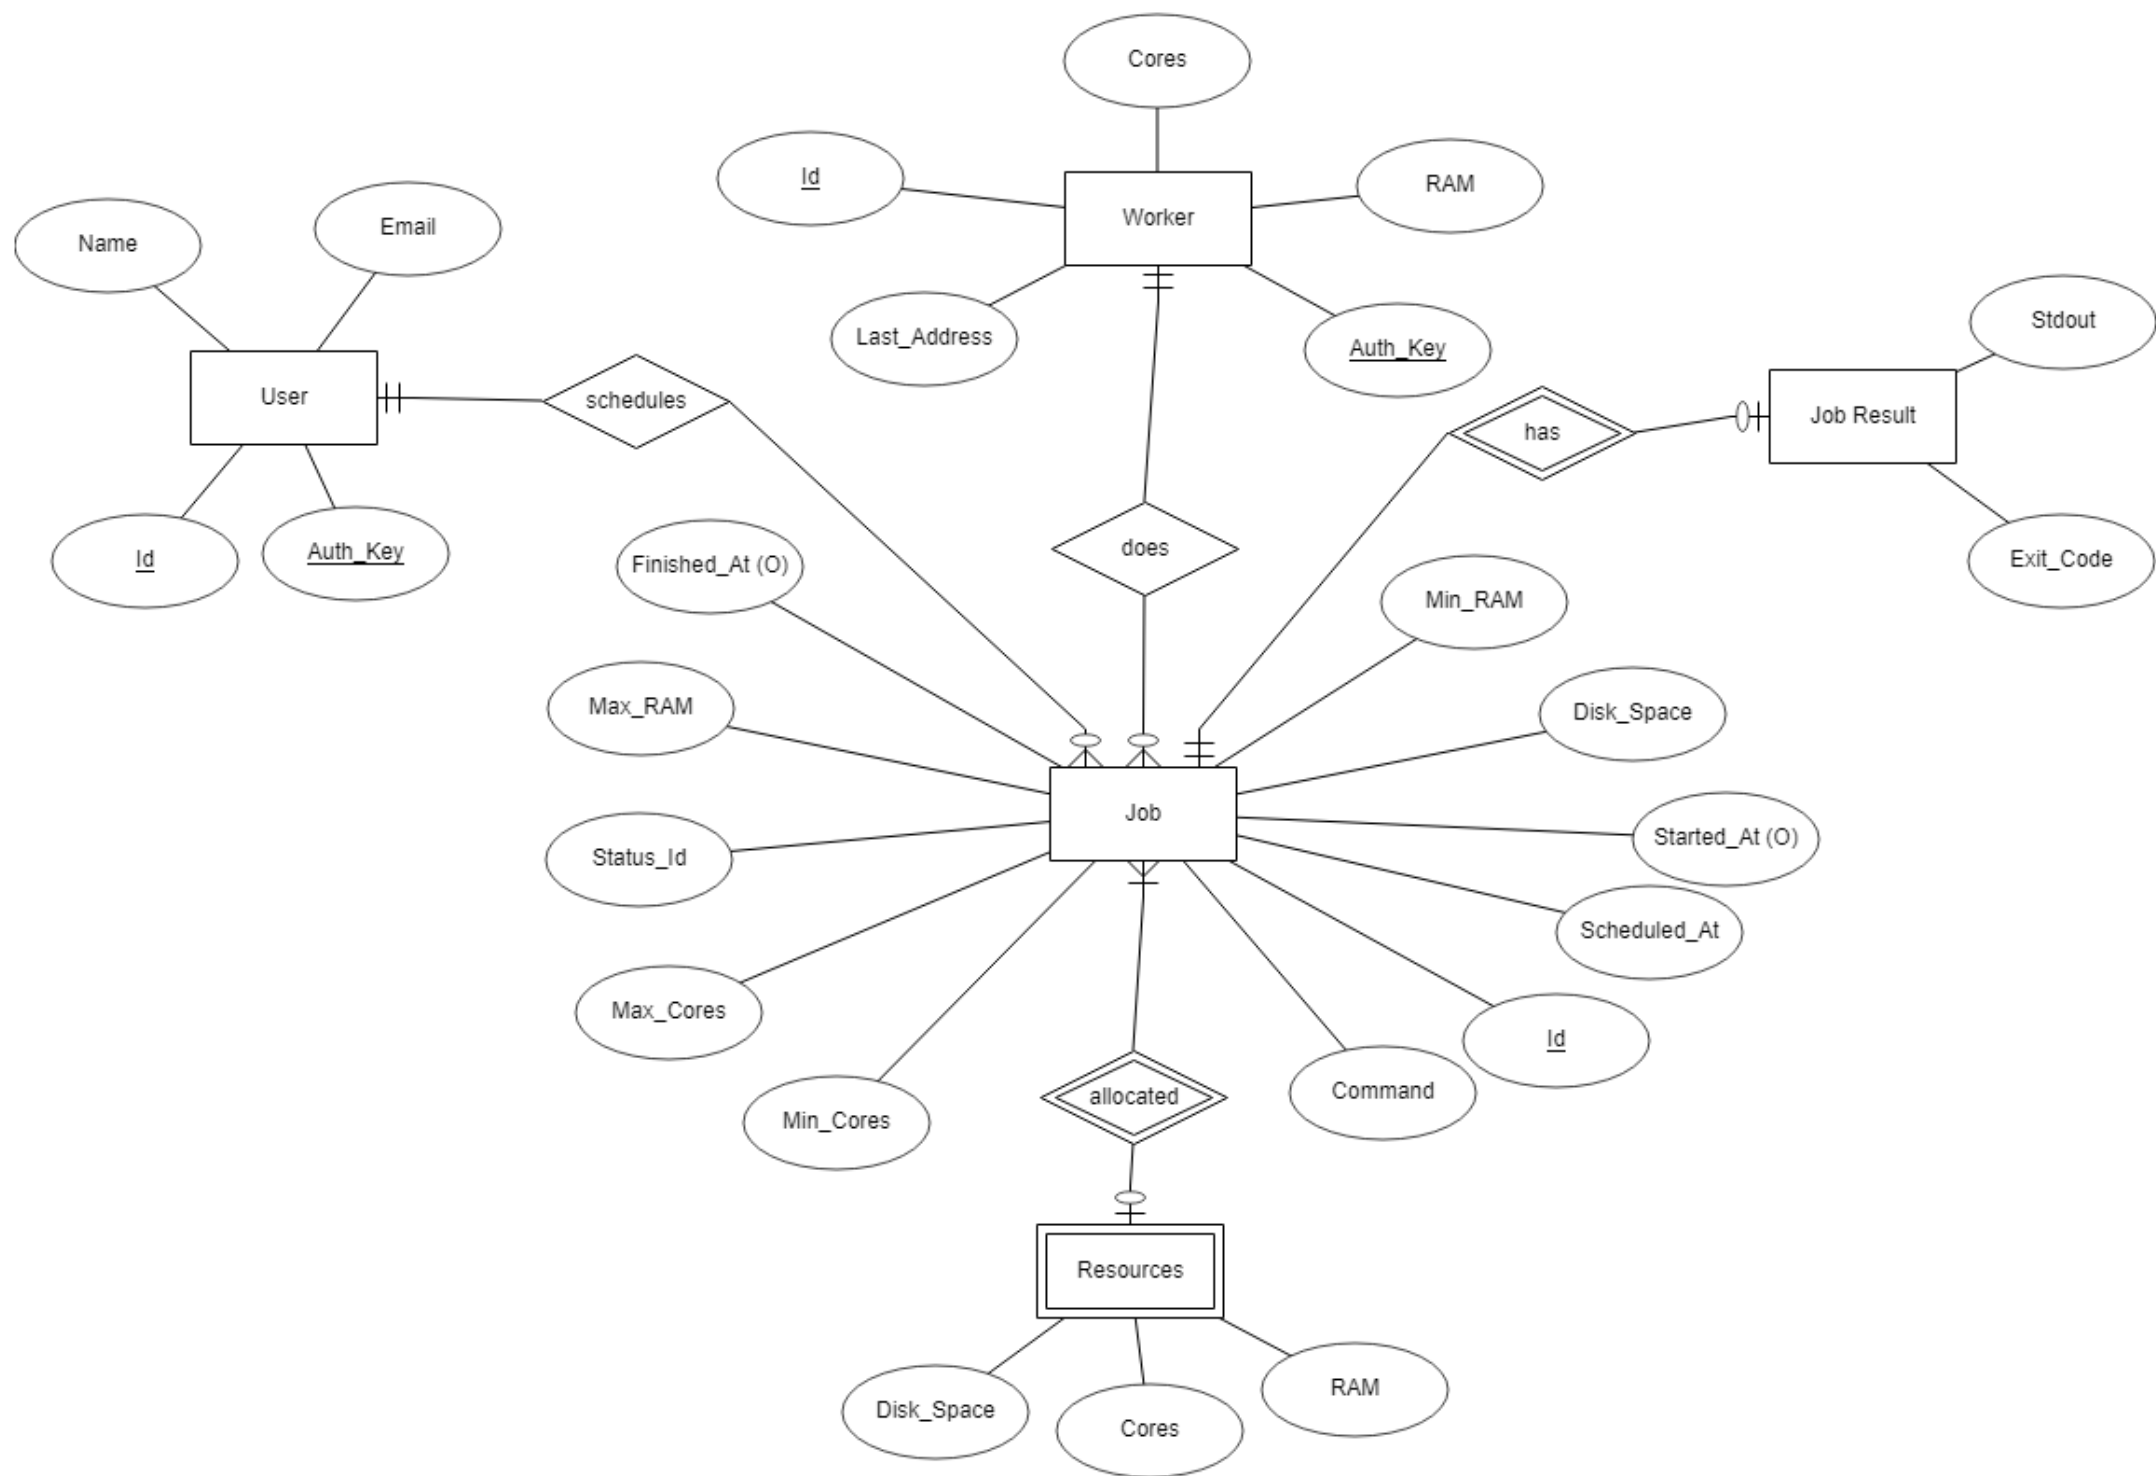 Cores
Id
RAM
Worker
Name
Email
Last_Address
Auth_Key
Stdout
User
schedules
has
Job Result
Id
Auth_Key
Finished_At (O)
does
Exit_Code
Min_RAM
Max_RAM
Disk_Space
Job
Status_Id
Started_At (O)
Scheduled_At
Max_Cores
Id
Min_Cores
allocated
Command
Resources
Disk_Space
Cores
RAM